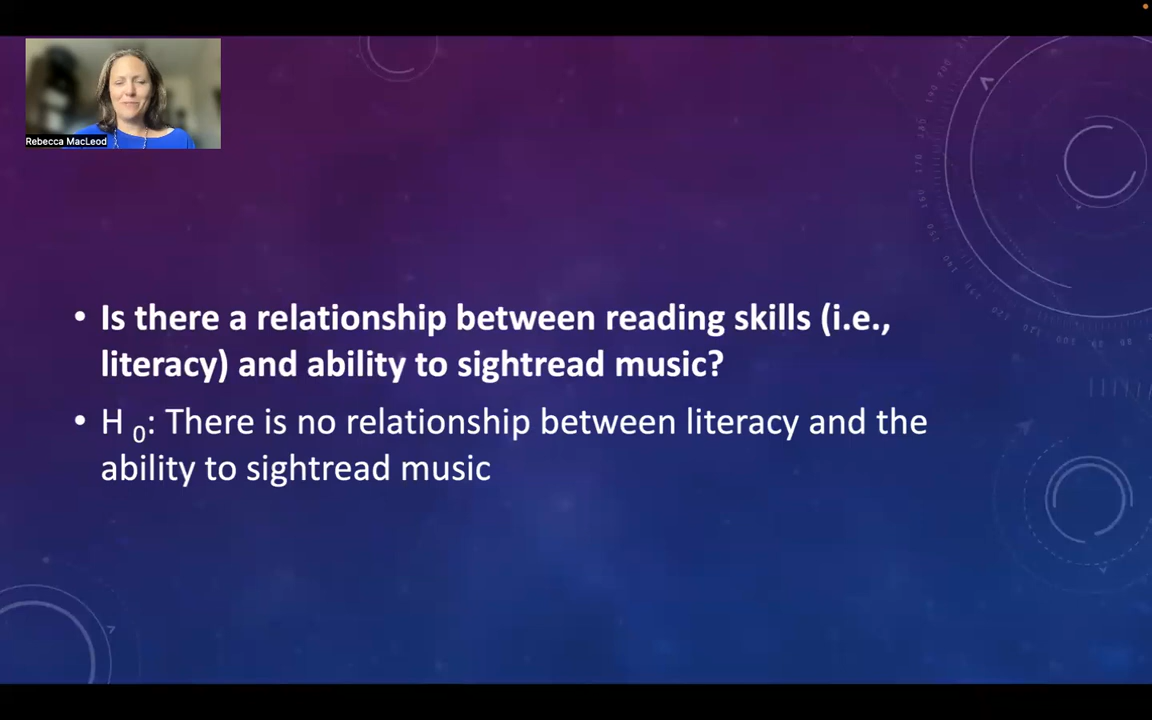 Rebecca MacLeod
• Is there a relationship between reading skills (i.e.,
literacy) and ability to sightread music?
• H 0: There is no relationship between literacy and the
ability to sightread music